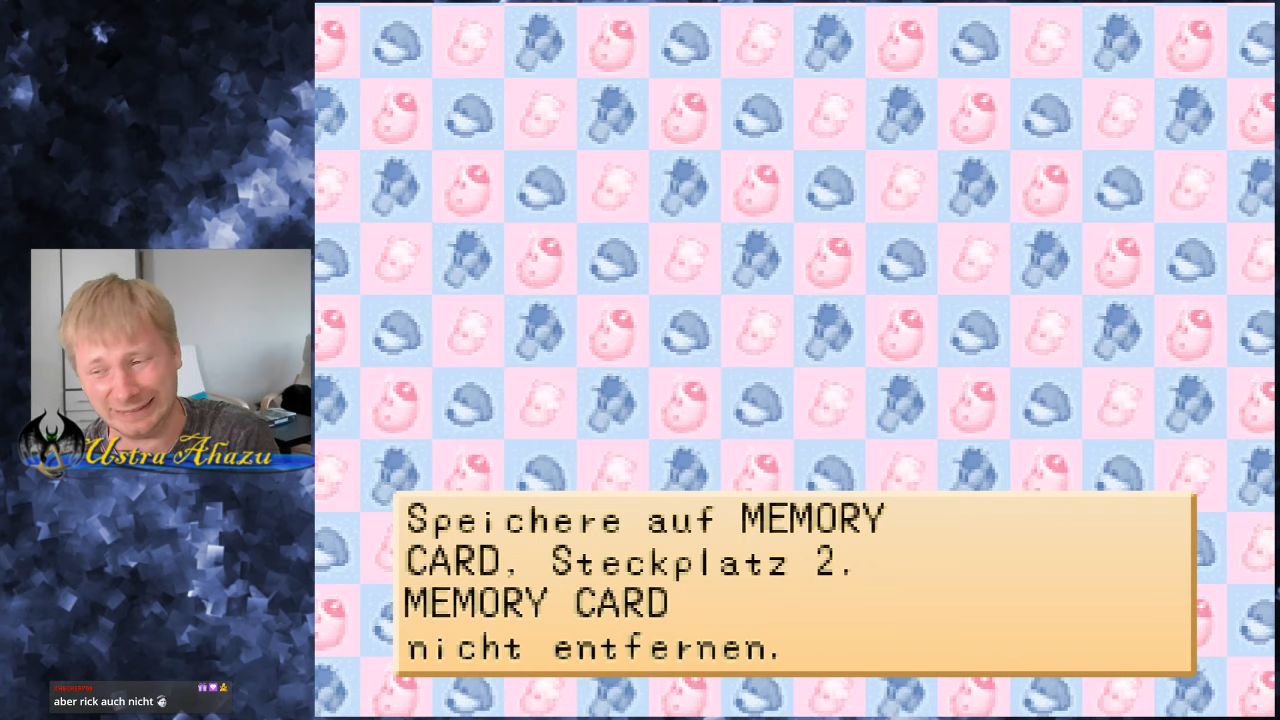 Speichere auf MEMORY
CARD, Steckplatz 2.
MEMORY CARD
nicht entfernen.
Ustra Ahazu
aber rick auch nicht